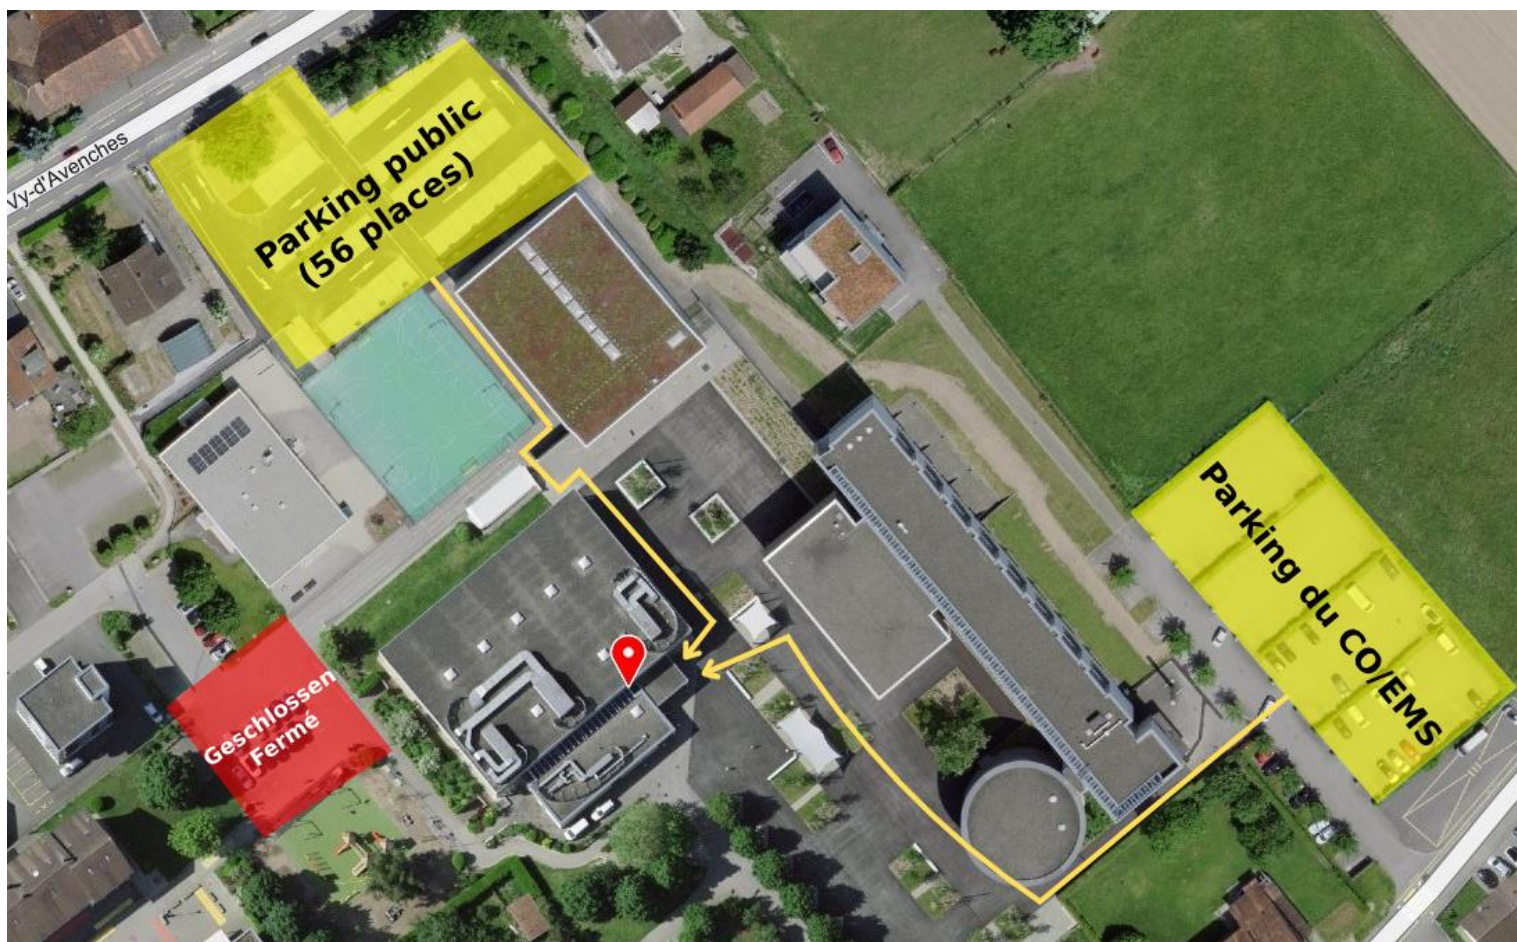 Vy-d'Avenches
Parking public
(56 places)
Parking du CO/EMS
Geschlossen
Fermé